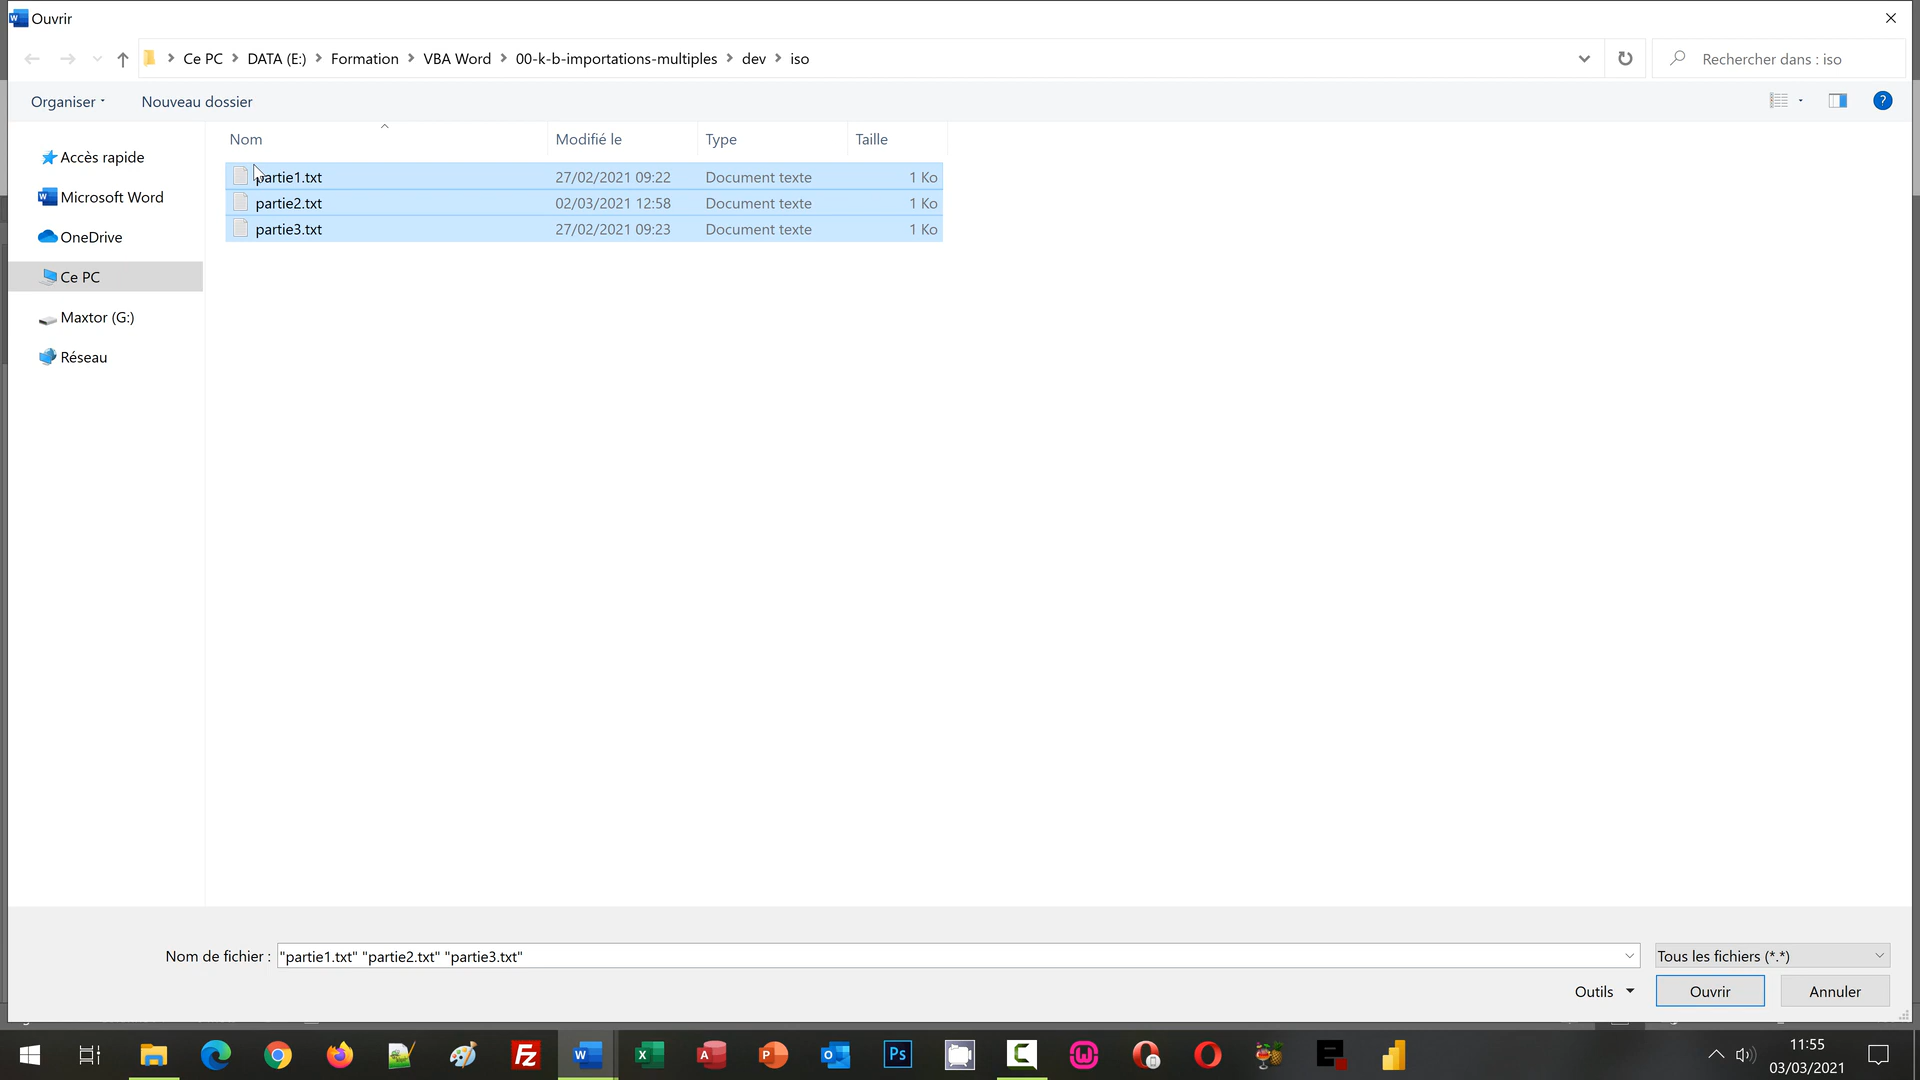 Ouvrir
Ce PC DATA (E:) Formation VBA Word 00-k-b-importations-multiples dev iso
Rechercher dans : iso
Organiser Nouveau dossier
?
Nom Modifié le Type Taille
Accès rapide
Microsoft Word
OneDrive
Ce PC
Maxtor (G:)
Réseau
partie1.txt 27/02/2021 09:22 Document texte 1 Ko
partie2.txt 02/03/2021 12:58 Document texte 1 Ko
partie3.txt 27/02/2021 09:23 Document texte 1 Ko
Nom de fichier : "partie1.txt" "partie2.txt" "partie3.txt" Tous les fichiers (*.*)
Outils Ouvrir Annuler
11:55
03/03/2021